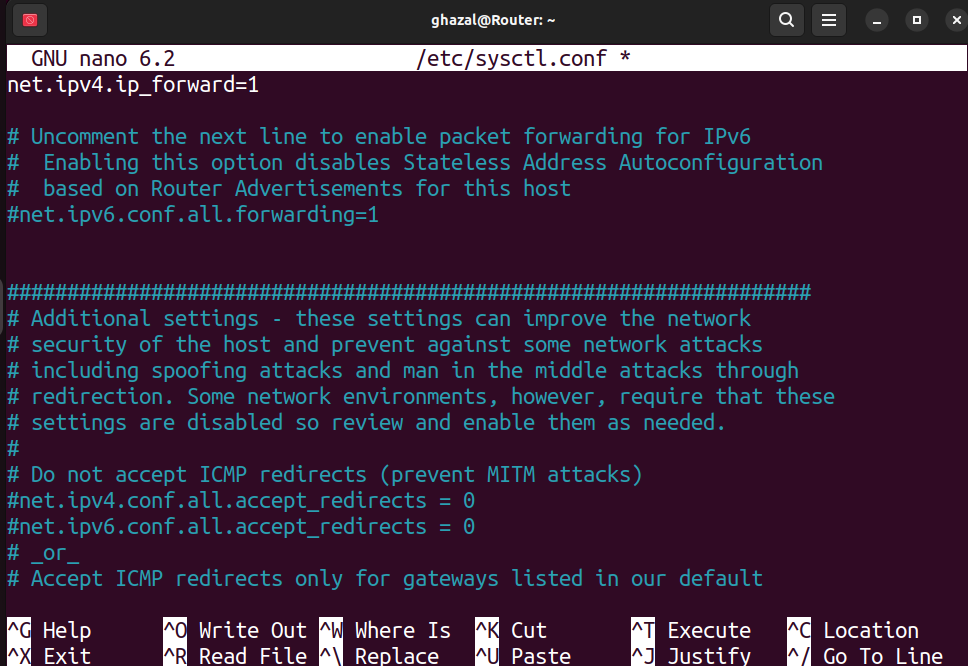 ghazal@Router: ~
GNU nano 6.2 /etc/sysctl.conf *
net.ipv4.ip_forward=1
# Uncomment the next line to enable packet forwarding for IPv6
#  Enabling this option disables Stateless Address Autoconfiguration
#  based on Router Advertisements for this host
#net.ipv6.conf.all.forwarding=1
###################################################################
# Additional settings - these settings can improve the network
# security of the host and prevent against some network attacks
# including spoofing attacks and man in the middle attacks through
# redirection. Some network environments, however, require that these
# settings are disabled so review and enable them as needed.
#
# Do not accept ICMP redirects (prevent MITM attacks)
#net.ipv4.conf.all.accept_redirects = 0
#net.ipv6.conf.all.accept_redirects = 0
# _or_
# Accept ICMP redirects only for gateways listed in our default
^G Help ^O Write Out ^W Where Is ^K Cut ^T Execute ^C Location
^X Exit ^R Read File ^\ Replace ^U Paste ^J Justify ^/ Go To Line